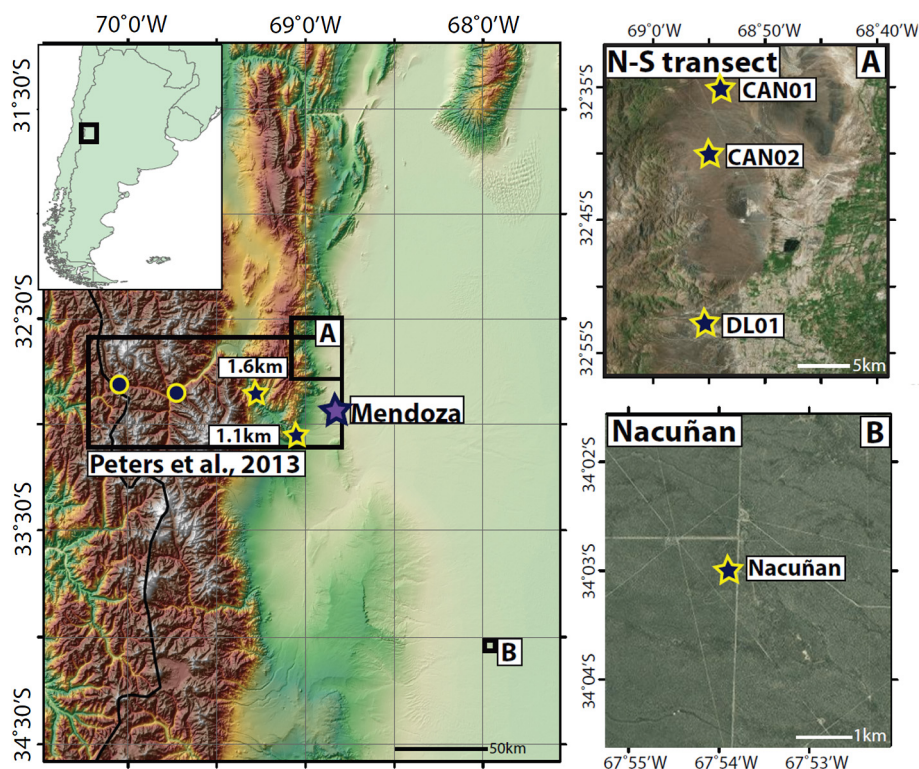 70°0'W
69°0'W
68°0'W
31°30'S
32°30'S
33°30'S
34°30'S
A
1.6km
1.1km
Mendoza
Peters et al., 2013
B
50km
69°0'W
68°50'W
68°40'W
N-S transect
A
CAN01
CAN02
DL01
32°35'S
32°45'S
32°55'S
5km
Nacuñan
B
34°02'S
34°03'S
34°04'S
Nacuñan
1km
67°55'W
67°54'W
67°53'W